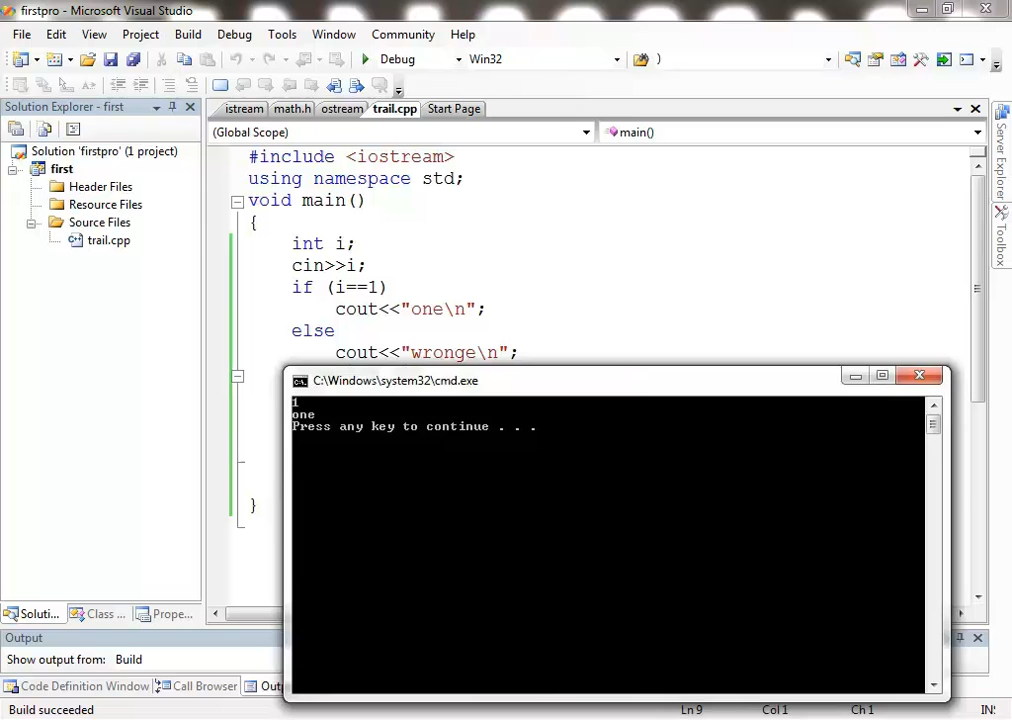 firstpro - Microsoft Visual Studio
File Edit View Project Build Debug Tools Window Community Help
Debug Win32 )
Solution Explorer - first
istream math.h ostream trail.cpp Start Page
(Global Scope) main()
Solution 'firstpro' (1 project)
first
Header Files
Resource Files
Source Files
trail.cpp
#include <iostream>
using namespace std;
void main()
{
int i;
cin>>i;
if (i==1)
cout<<"one\n";
else
cout<<"wronge\n";
}
C:\Windows\system32\cmd.exe
1
one
Press any key to continue . . .
Server Explorer
Toolbox
Soluti... Class ... Prope...
Output
Show output from: Build
Code Definition Window Call Browser Outp
Build succeeded Ln 9 Col 1 Ch 1 INS